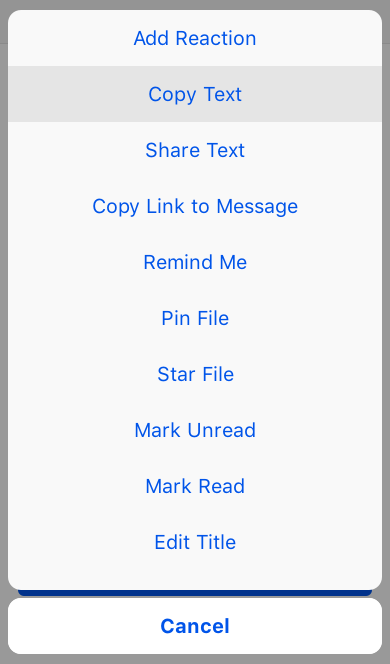 Add Reaction
Copy Text
Share Text
Copy Link to Message
Remind Me
Pin File
Star File
Mark Unread
Mark Read
Edit Title
Cancel